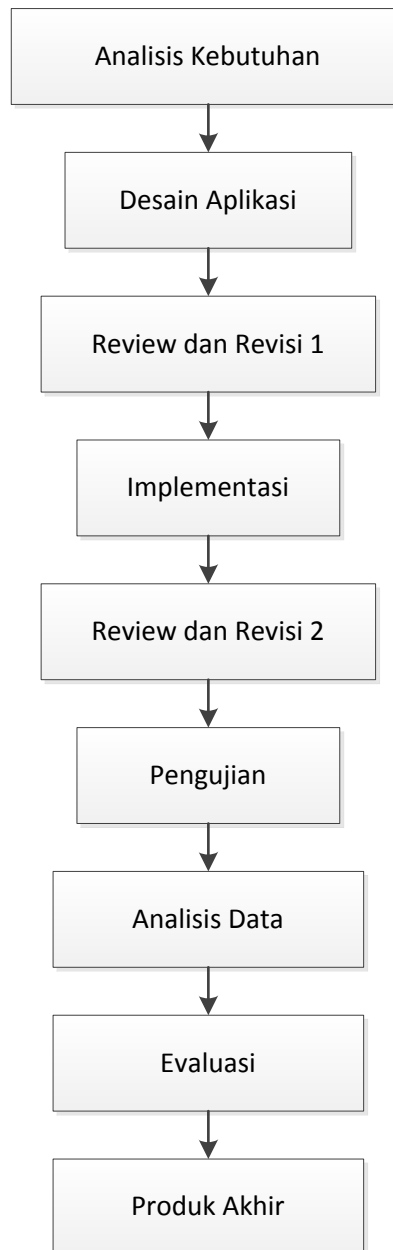 Analisis Kebutuhan
Desain Aplikasi
Review dan Revisi 1
Implementasi
Review dan Revisi 2
Pengujian
Analisis Data
Evaluasi
Produk Akhir